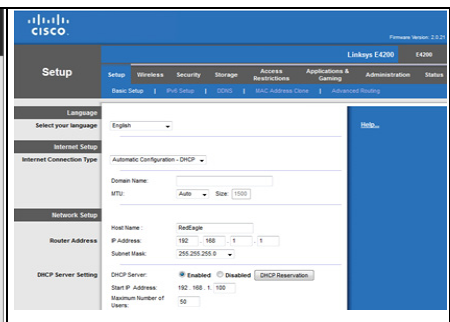 CISCO.
Firmware Version: 2.0.21
Linksys E4200 E4200
Setup
Setup Wireless Security Storage Access Restrictions Applications & Gaming Administration Status
Basic Setup | IPv6 Setup | DDNS | MAC Address Clone | Advanced Routing
Language
Select your language English
Help...
Internet Setup
Internet Connection Type Automatic Configuration - DHCP
Domain Name:
MTU: Auto Size: 1500
Network Setup
Host Name : RedEagle
Router Address IP Address: 192 . 168 . 1 . 1
Subnet Mask: 255.255.255.0
DHCP Server Setting DHCP Server: Enabled Disabled DHCP Reservation
Start IP Address: 192 . 168 . 1. 100
Maximum Number of
Users: 50